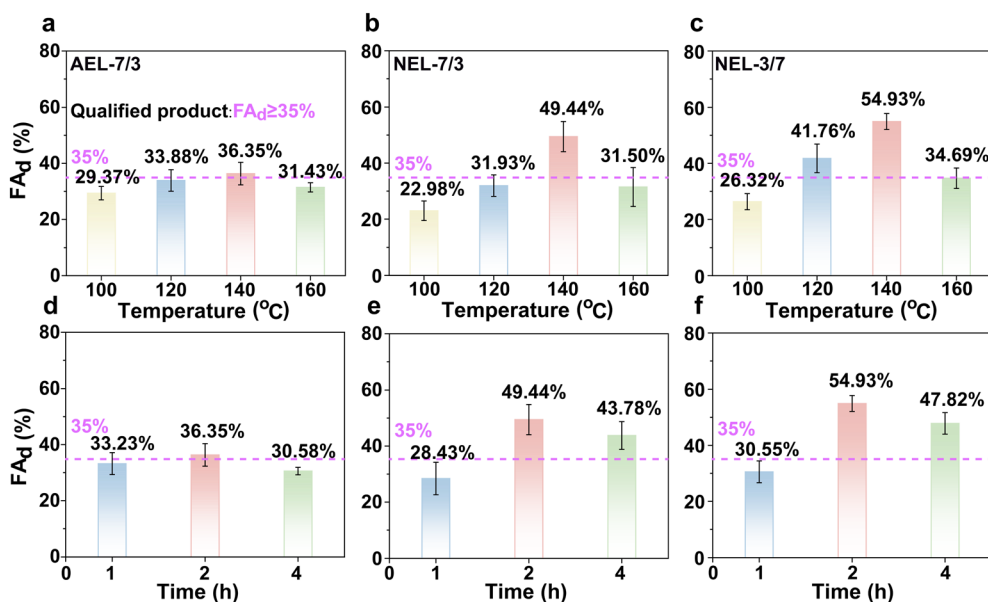 a
AEL-7/3
Qualified product:FAd≥35%
35%
29.37%
33.88%
36.35%
31.43%
FAd (%)
80
60
40
20
0
100 120 140 160
Temperature (°C)
b
NEL-7/3
35%
22.98%
31.93%
49.44%
31.50%
80
60
40
20
0
100 120 140 160
Temperature (°C)
c
NEL-3/7
35%
26.32%
41.76%
54.93%
34.69%
80
60
40
20
0
100 120 140 160
Temperature (°C)
d
35%
33.23%
36.35%
30.58%
FAd (%)
80
60
40
20
0
0 1 2 4
Time (h)
e
35%
28.43%
49.44%
43.78%
80
60
40
20
0
0 1 2 4
Time (h)
f
35%
30.55%
54.93%
47.82%
80
60
40
20
0
0 1 2 4
Time (h)